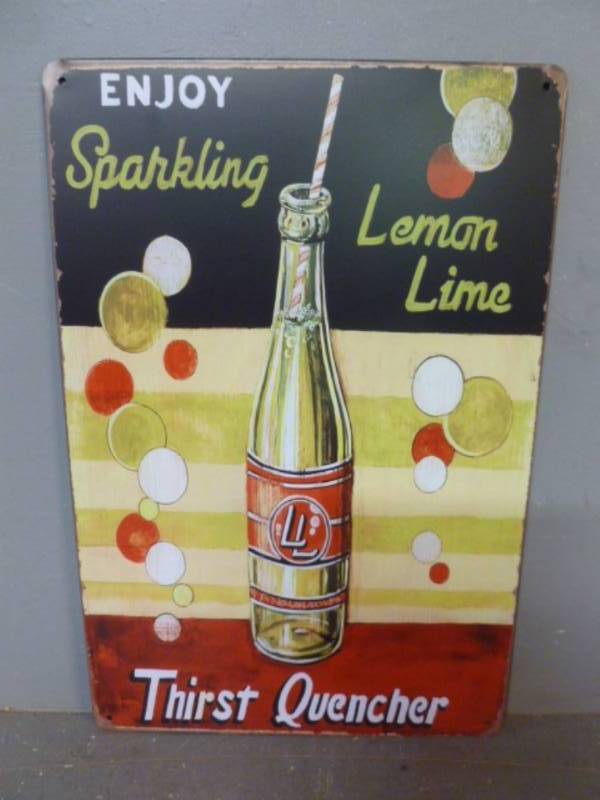 ENJOY
Sparkling
Lemon
Lime
LL
Thirst Quencher